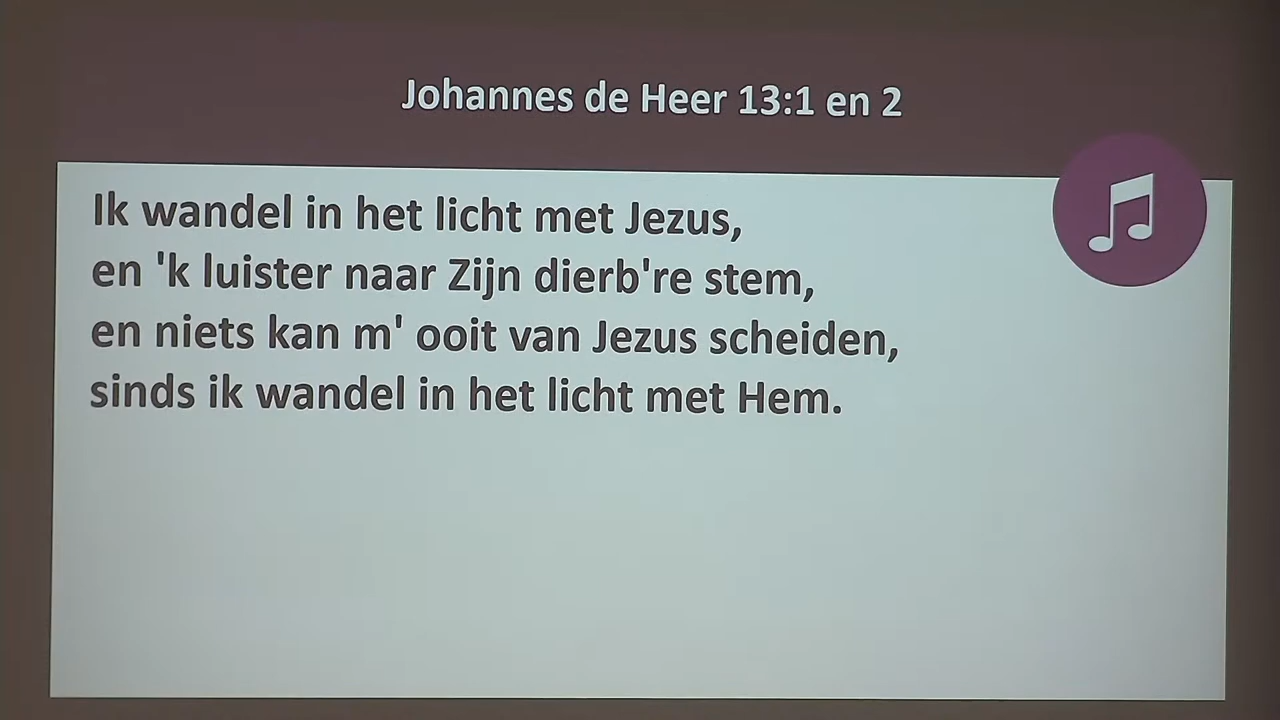 Johannes de Heer 13:1 en 2
Ik wandel in het licht met Jezus,
en 'k luister naar Zijn dierb're stem,
en niets kan m' ooit van Jezus scheiden,
sinds ik wandel in het licht met Hem.